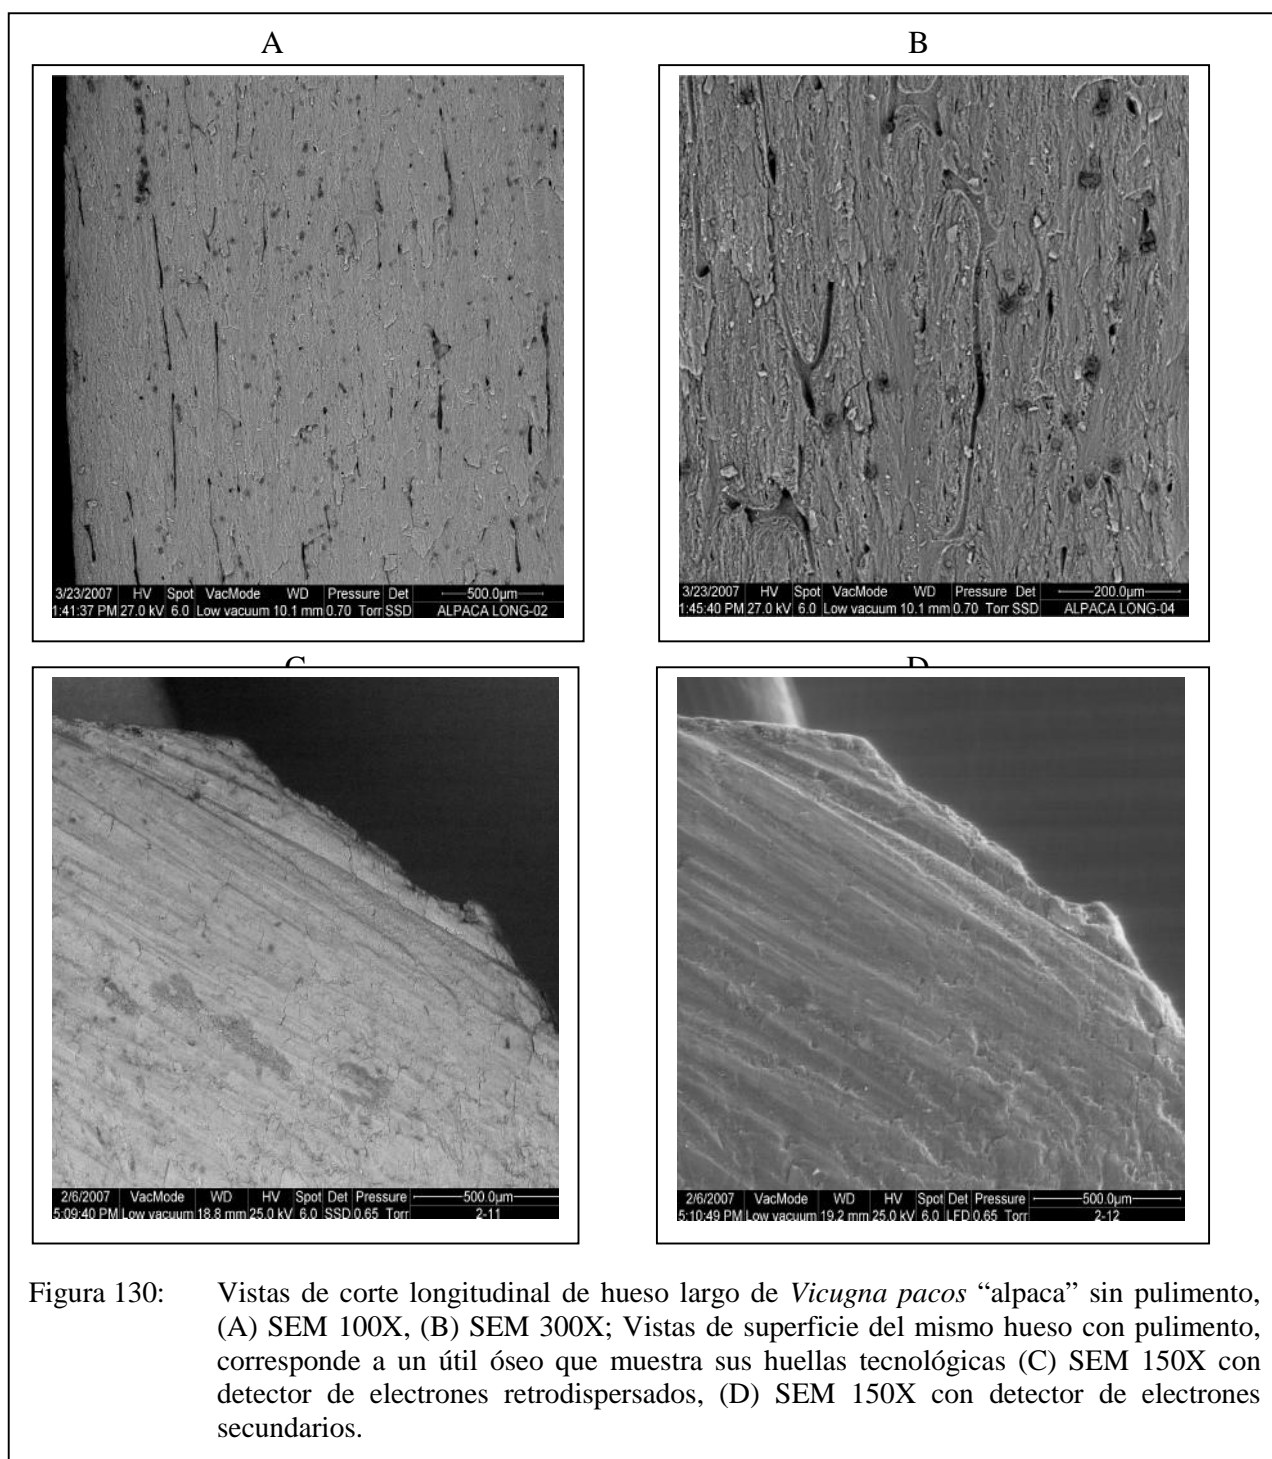 A B
3/23/2007 HV Spot VacMode WD Pressure Det 500.0µm
1:41:37 PM 27.0 kV 6.0 Low vacuum 10.1 mm 0.70 Torr SSD ALPACA LONG-02
3/23/2007 HV Spot VacMode WD Pressure Det 200.0µm
1:45:40 PM 27.0 kV 6.0 Low vacuum 10.1 mm 0.70 Torr SSD ALPACA LONG-04
C D
2/6/2007 VacMode WD HV Spot Det Pressure 500.0µm
5:09:40 PM Low vacuum 18.8 mm 25.0 kV 6.0 SSD 0.65 Torr 2-11
2/6/2007 VacMode WD HV Spot Det Pressure 500.0µm
5:10:49 PM Low vacuum 19.2 mm 25.0 kV 6.0 LFD 0.65 Torr 2-12
Figura 130: Vistas de corte longitudinal de hueso largo de Vicugna pacos “alpaca” sin pulimento,
(A) SEM 100X, (B) SEM 300X; Vistas de superficie del mismo hueso con pulimento,
corresponde a un útil óseo que muestra sus huellas tecnológicas (C) SEM 150X con
detector de electrones retrodispersados, (D) SEM 150X con detector de electrones
secundarios.